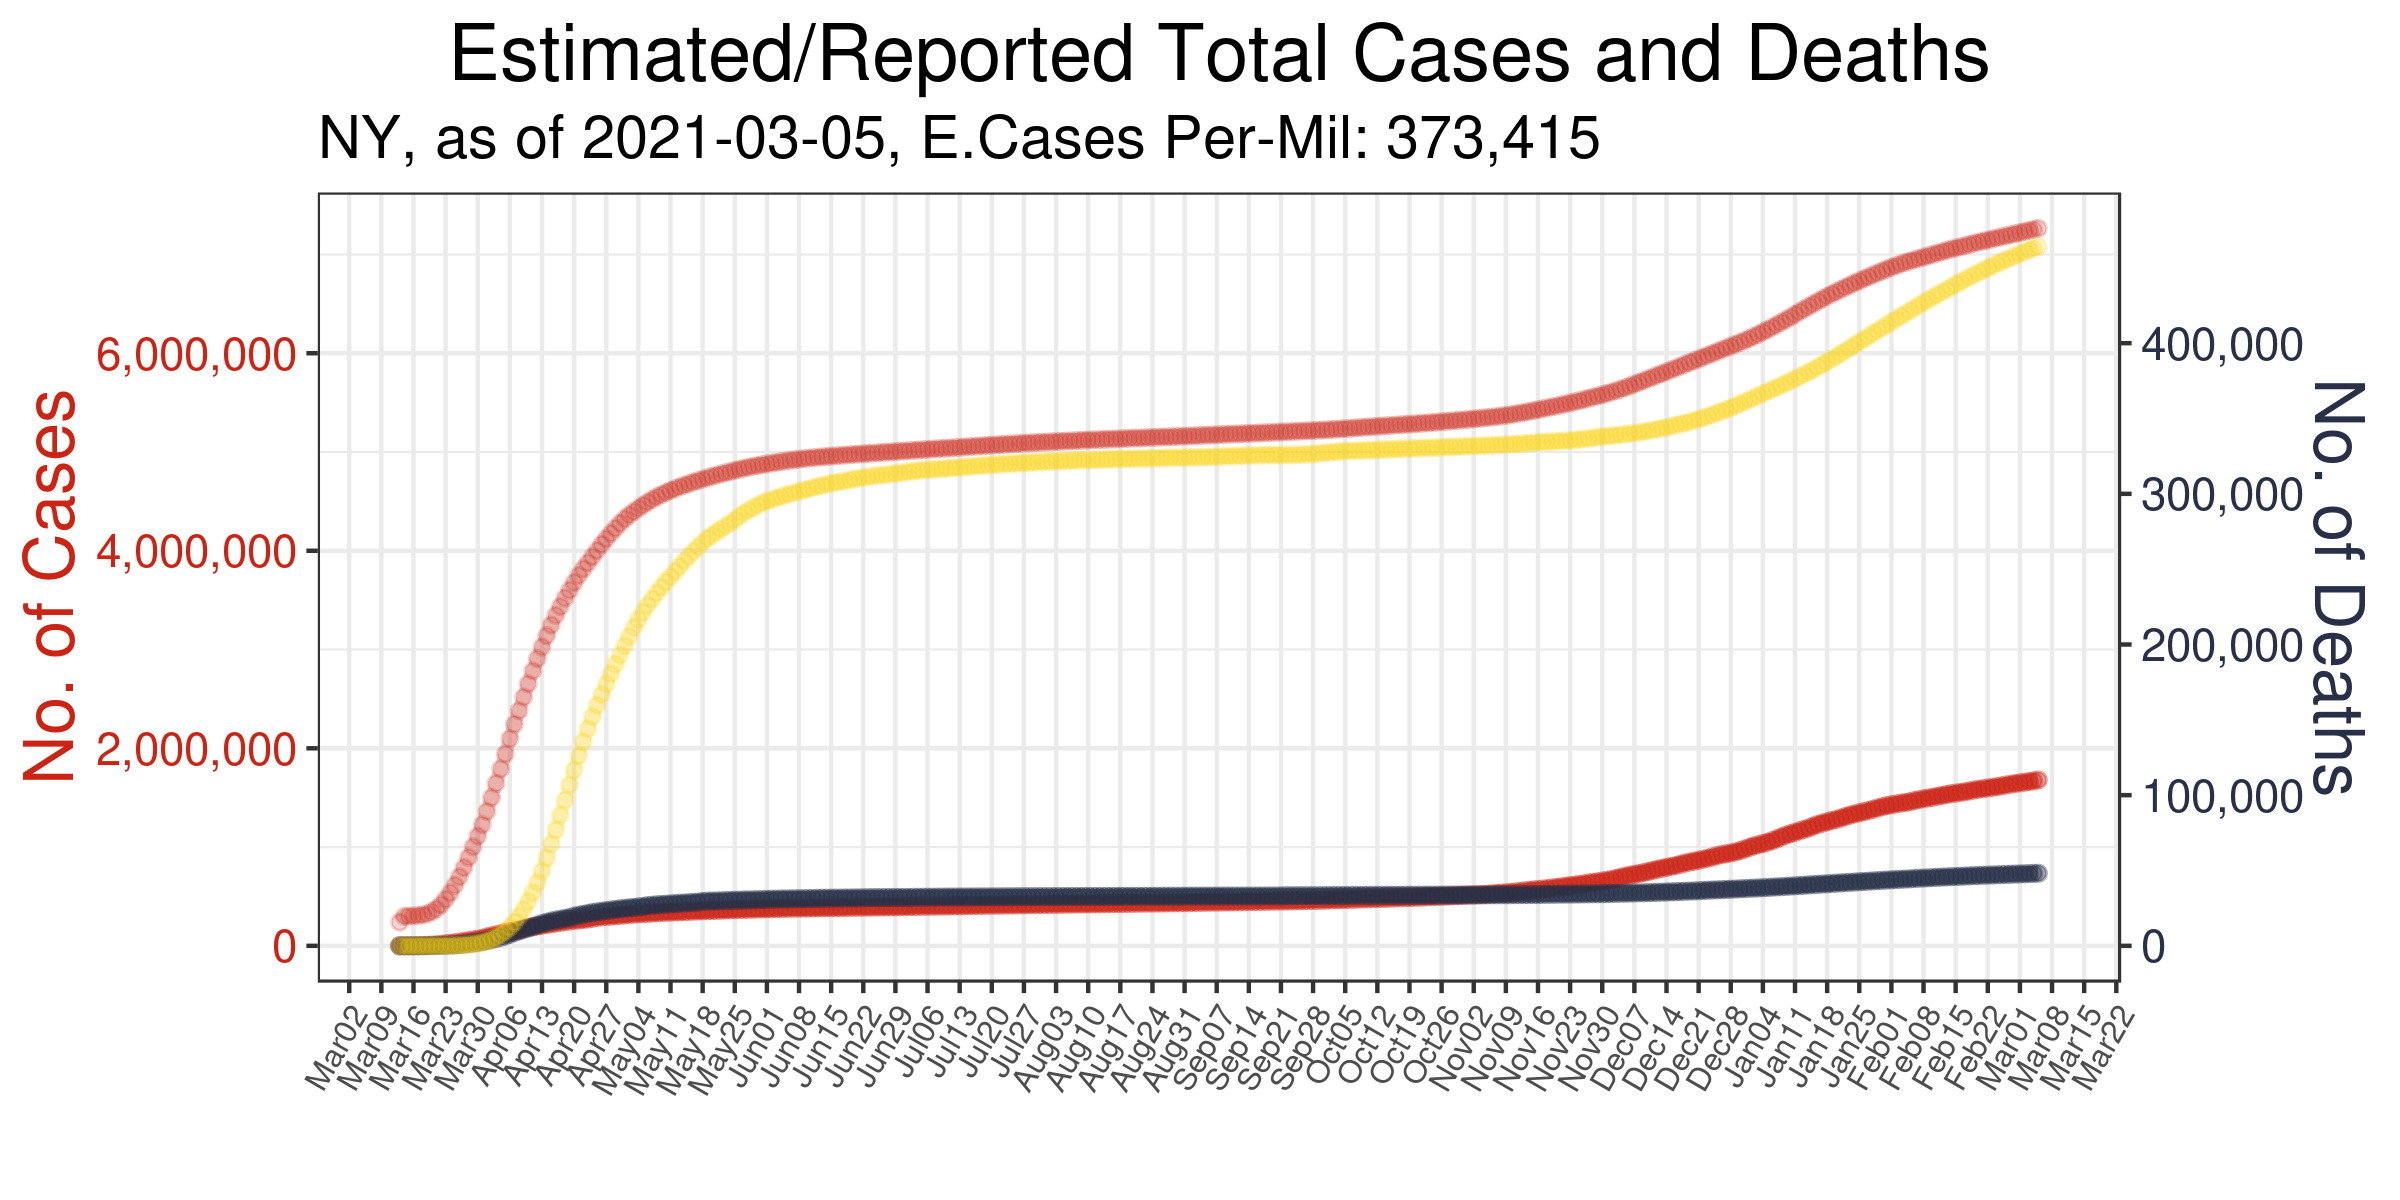 Estimated/Reported Total Cases and Deaths
NY, as of 2021-03-05, E.Cases Per-Mil: 373,415
No. of Cases
6,000,000
4,000,000
2,000,000
0
400,000
300,000
200,000
100,000
0
No. of Deaths
Mar02
Mar09
Mar16
Mar23
Mar30
Apr06
Apr13
Apr20
Apr27
May04
May11
May18
May25
Jun01
Jun08
Jun15
Jun22
Jun29
Jul06
Jul13
Jul20
Jul27
Aug03
Aug10
Aug17
Aug24
Aug31
Sep07
Sep14
Sep21
Sep28
Oct05
Oct12
Oct19
Oct26
Nov02
Nov09
Nov16
Nov23
Nov30
Dec07
Dec14
Dec21
Dec28
Dec04
Jan11
Jan18
Jan25
Feb01
Feb08
Feb15
Feb22
Mar01
Mar08
Mar15
Mar22